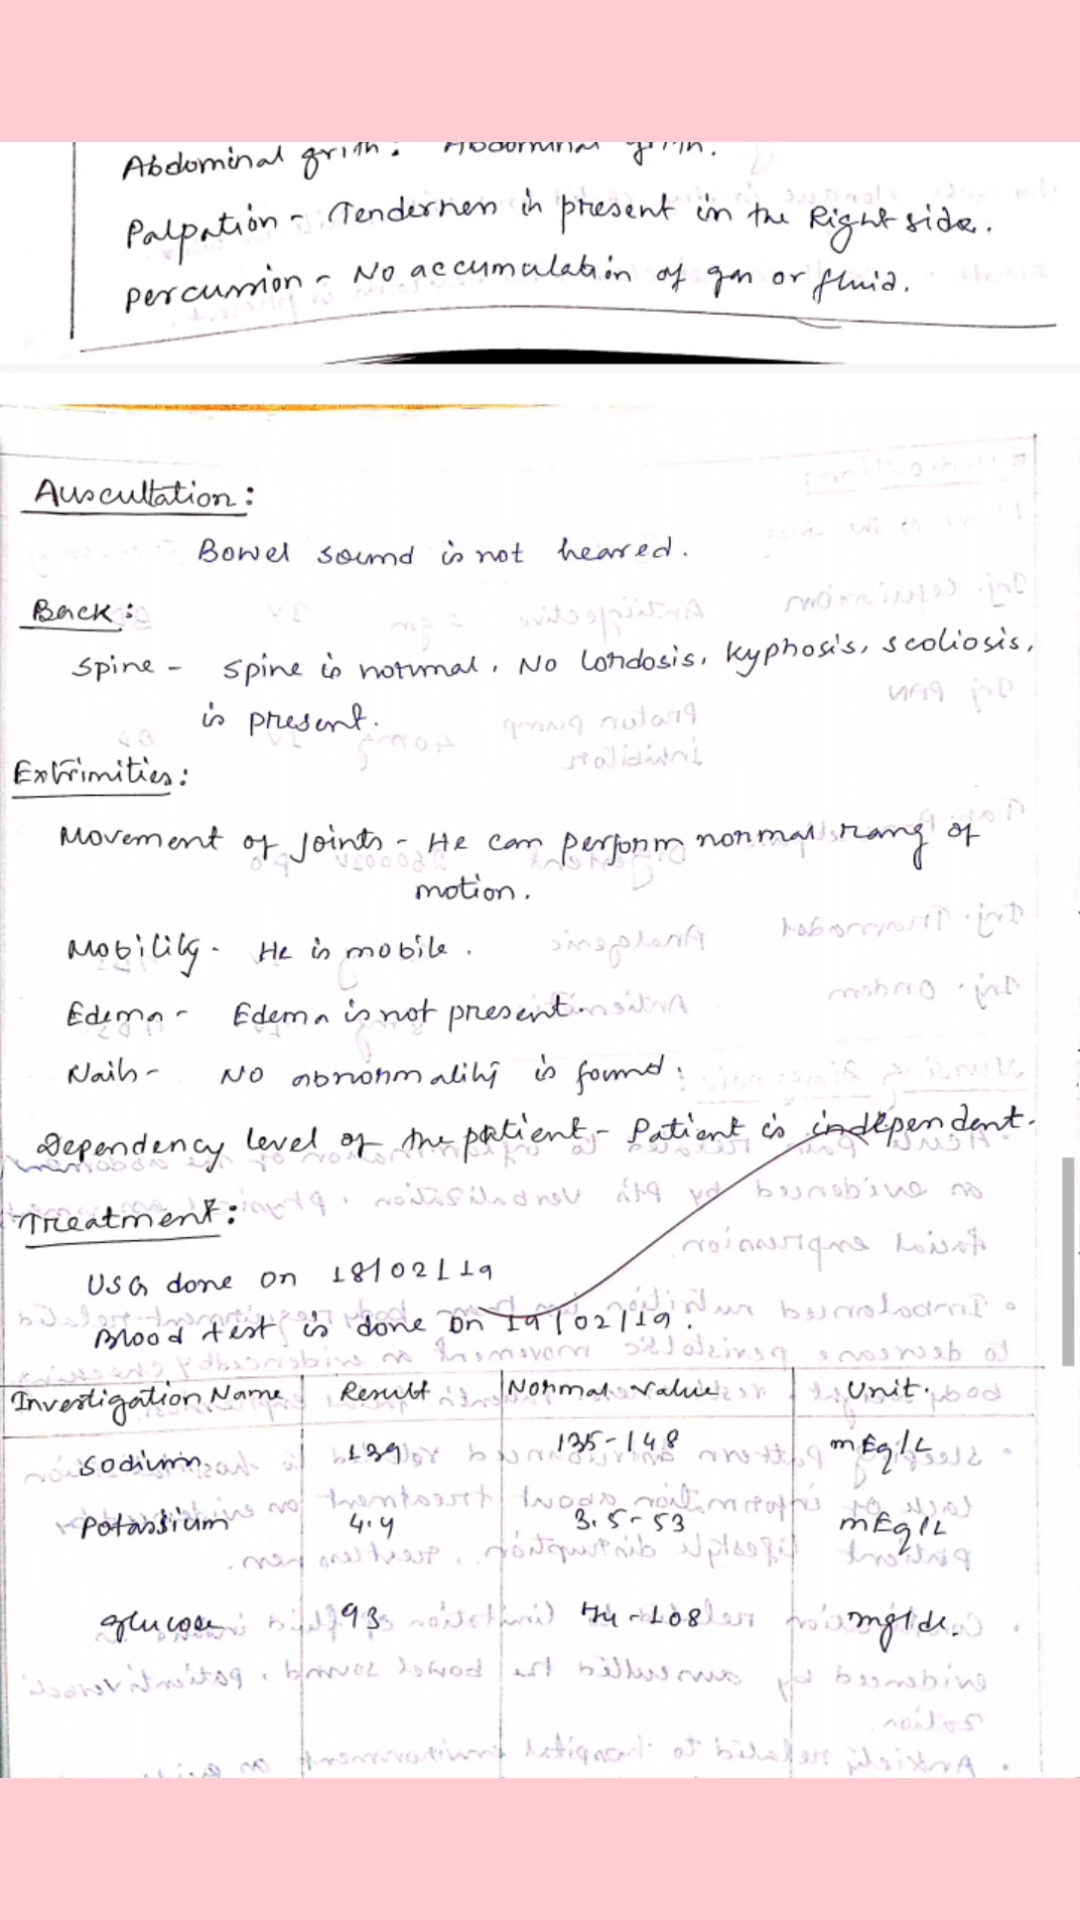 Abdominal grith: Abdominal grith.
Palpation - Tenderness is present in the Right side.
Percussion - No accumulation of gas or fluid.
Auscultation:
Bowel sound is not heared.
Back:
Spine - Spine is normal. No lordosis, kyphosis, scoliosis,
is present.
Extrimities:
Movement of Joints - He can perform normal rang of
motion.
Mobility - He is mobile.
Edema - Edema is not present.
Nails - No abnormality is found.
Dependency level of the patient - Patient is independent.
Treatment:
USG done on 18/02/19
Blood test is done on 19/02/19.
Investigation Name Result Normal Value Unit.
Sodium 139 135-148 mEq/L
Potassium 4.4 3.5-53 mEq/L
glucose 93 74-108 mg/dl.